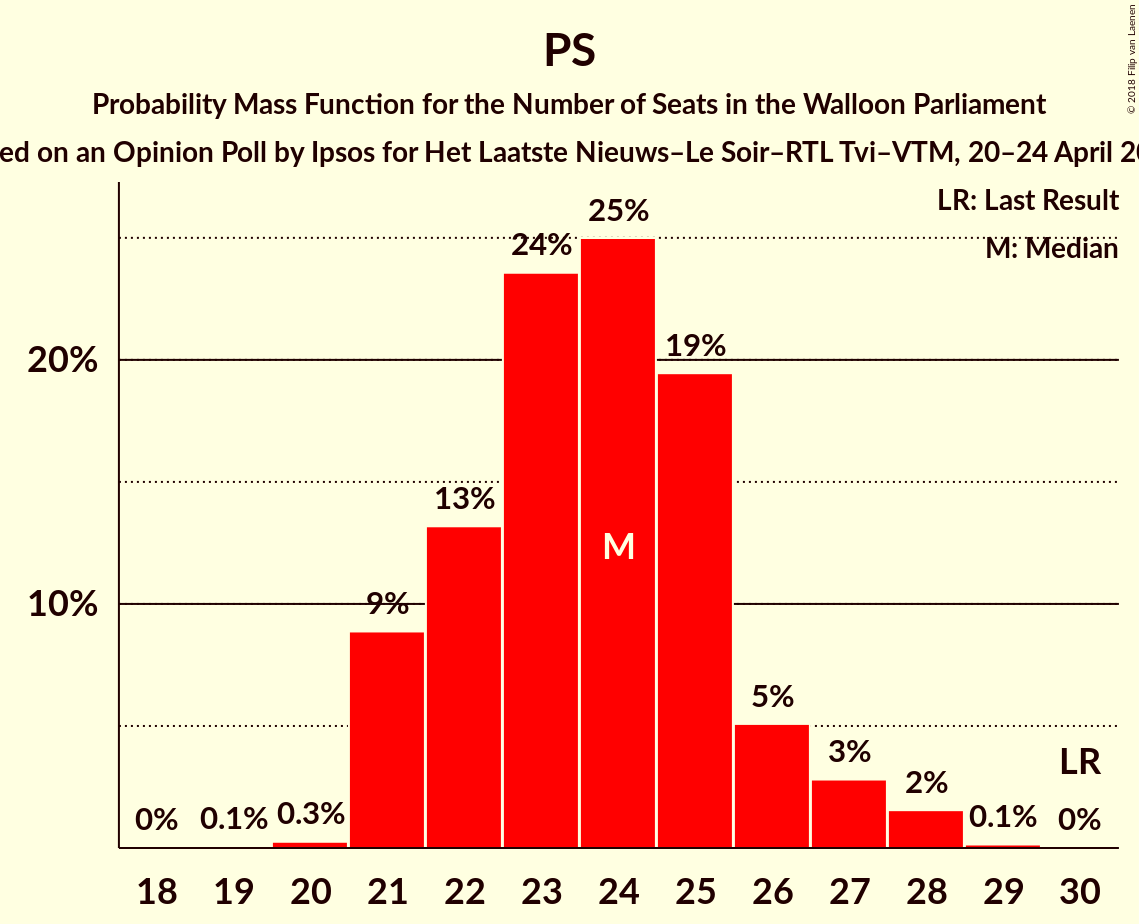 PS
Probability Mass Function for the Number of Seats in the Walloon Parliament
ed on an Opinion Poll by Ipsos for Het Laatste Nieuws–Le Soir–RTL Tvi–VTM, 20–24 April 20
© 2018 Filip van Laenen
LR: Last Result
M: Median
25%
24%
20%
19%
13%
M
10%
9%
5%
3%
LR
2%
0%
0.1%
0.3%
0.1%
0%
18 19 20 21 22 23 24 25 26 27 28 29 30